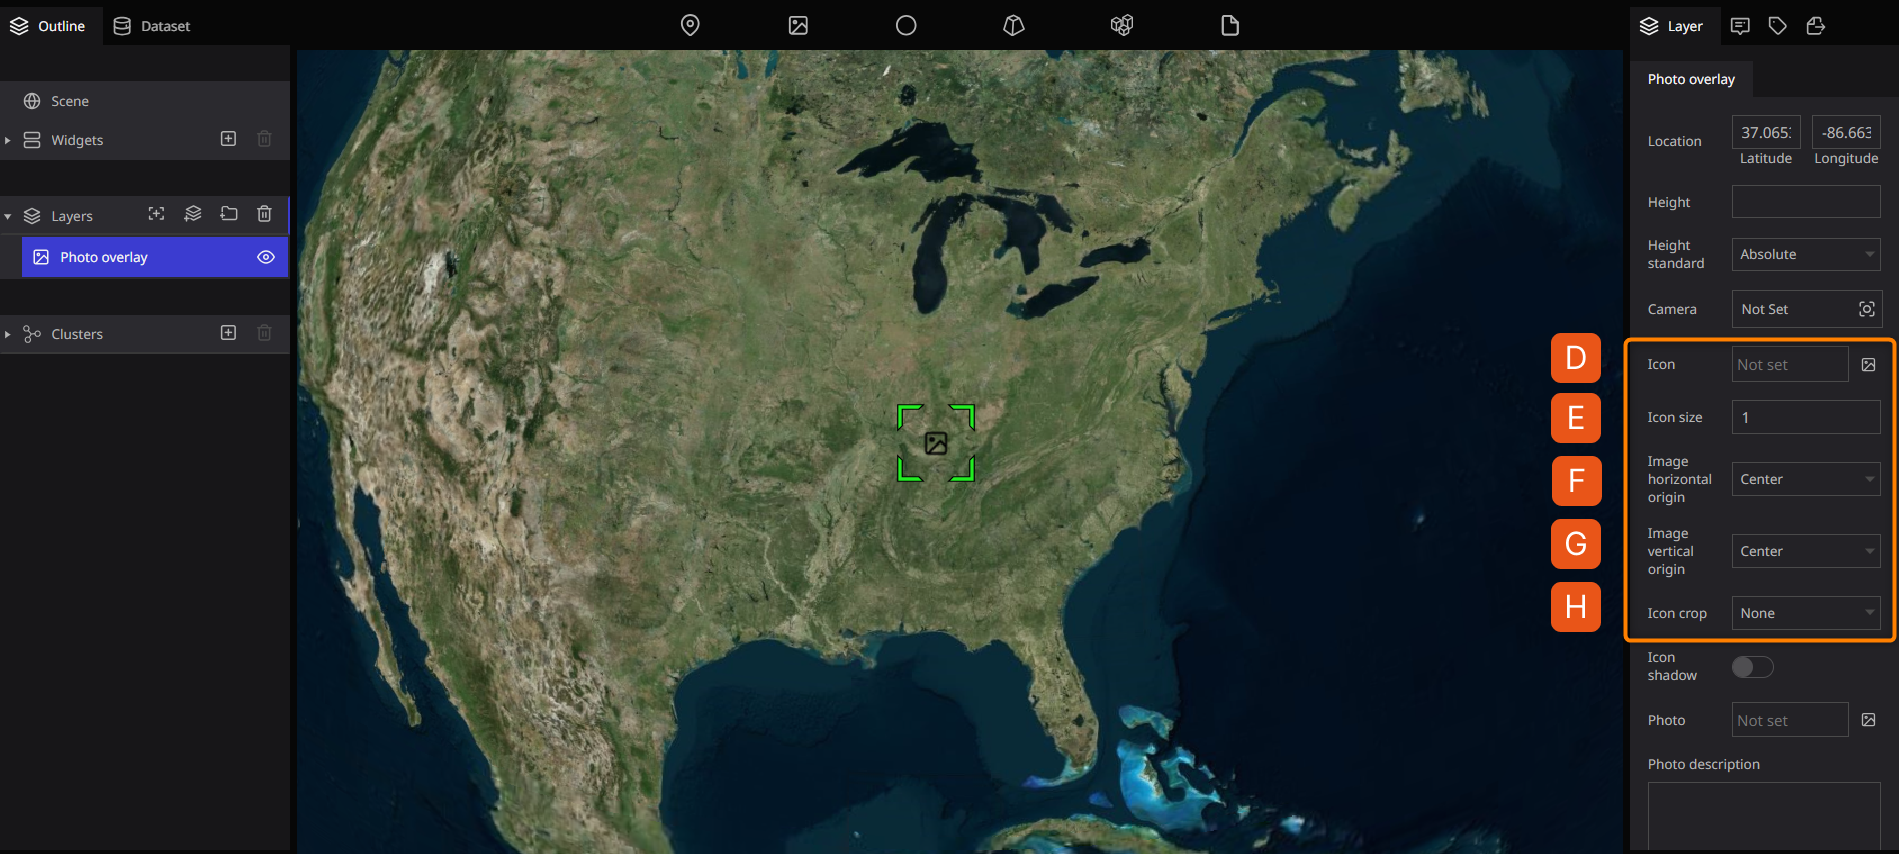 Outline
Dataset
Layer
Scene
Widgets
Layers
Photo overlay
Clusters
Photo overlay
Location
37.065
-86.663
Latitude
Longitude
Height
Height
standard
Absolute
Camera
Not Set
D
Icon
Not set
E
Icon size
1
F
Image
horizontal
origin
Center
G
Image
vertical
origin
Center
H
Icon crop
None
Icon
shadow
Photo
Not set
Photo description